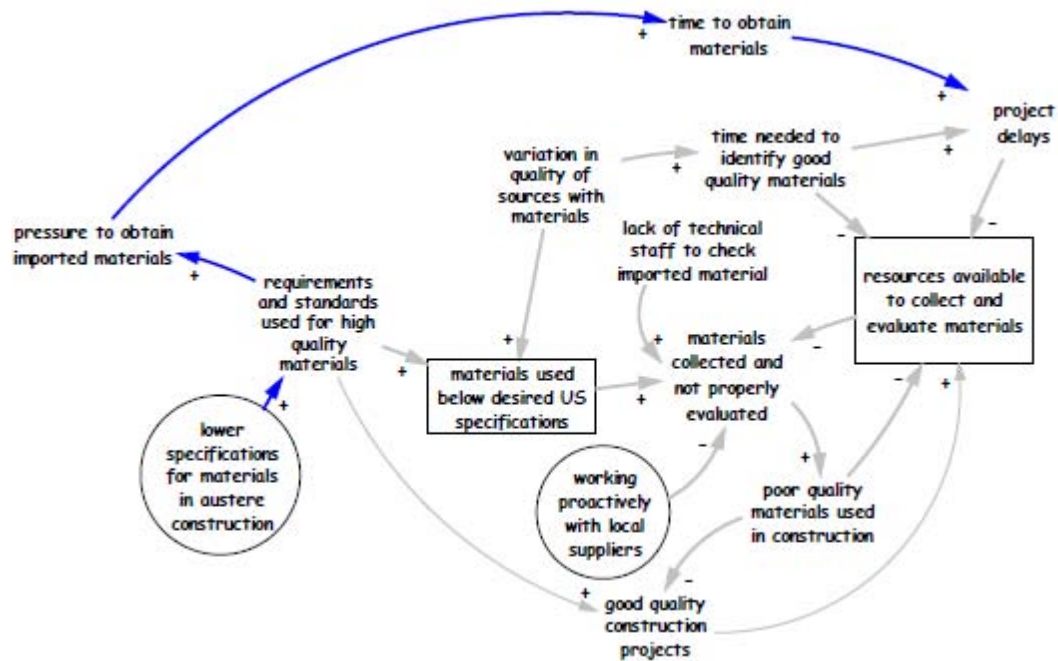 time to obtain
materials
+
+
project
delays
time needed to
identify good
quality materials
+
+
variation in
quality of
sources with
materials
pressure to obtain
imported materials
+
lack of technical
staff to check
imported material
-
-
resources available
to collect and
evaluate materials
requirements
and standards
used for high
quality
materials
+
+
+
materials
collected and
not properly
evaluated
-
-
+
materials used
below desired US
specifications
+
+
lower
specifications
for materials
in austere
construction
-
working
proactively
with local
suppliers
+
poor quality
materials used
in construction
+
-
good quality
construction
projects